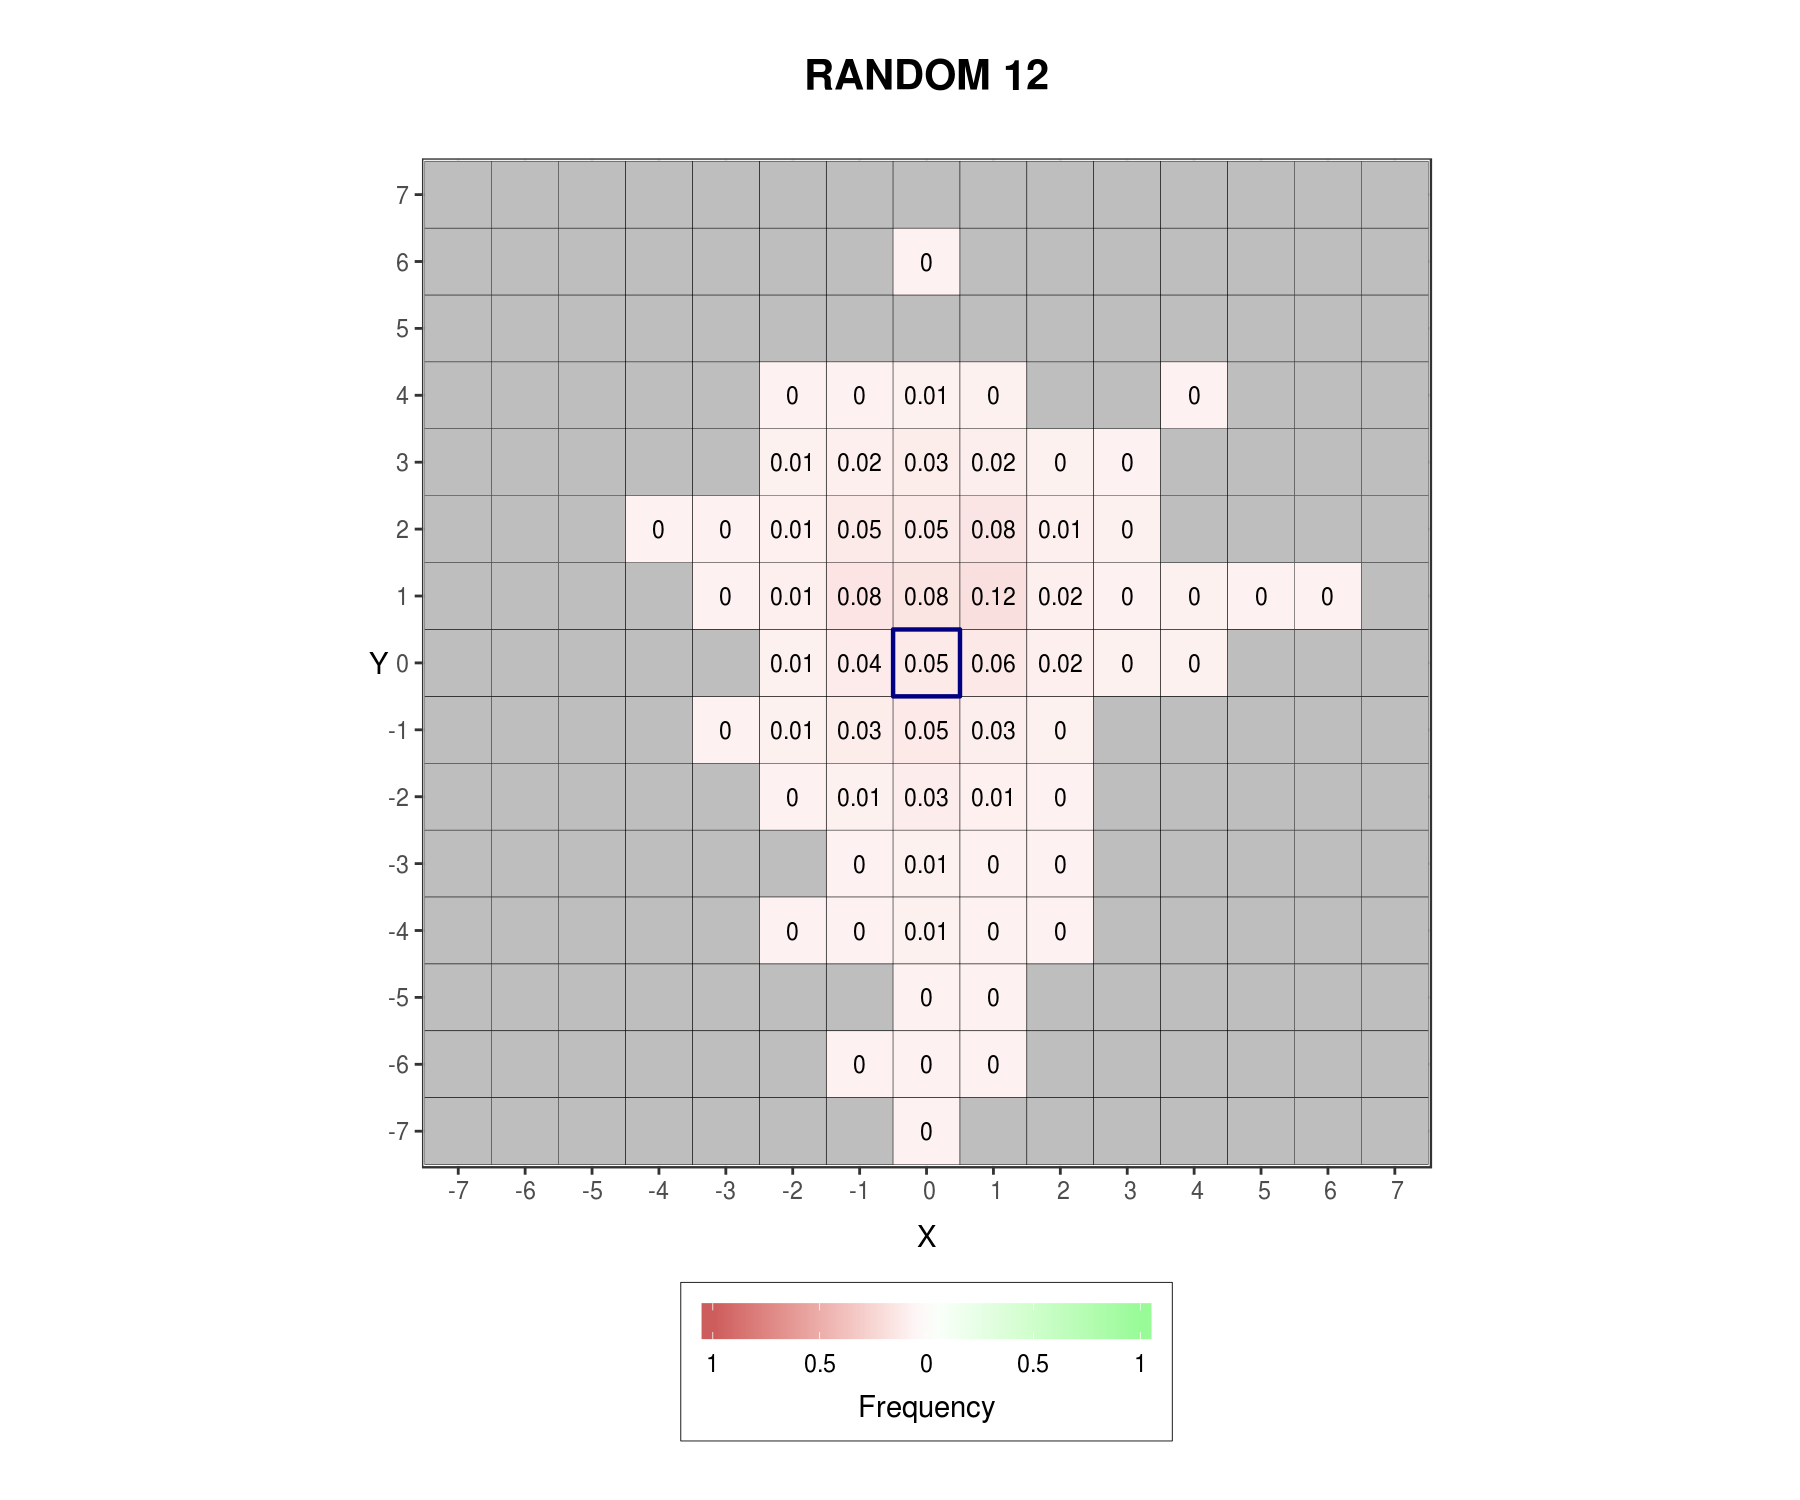 RANDOM 12
7
6 0
5
4 0 0 0.01 0 0
3 0.01 0.02 0.03 0.02 0 0
2 0 0 0.01 0.05 0.05 0.08 0.01 0
1 0 0.01 0.08 0.08 0.12 0.02 0 0 0 0
Y 0 0.01 0.04 0.05 0.06 0.02 0 0
-1 0 0.01 0.03 0.05 0.03 0
-2 0 0.01 0.03 0.01 0
-3 0 0.01 0 0
-4 0 0 0.01 0 0
-5 0 0
-6 0 0 0
-7 0
-7 -6 -5 -4 -3 -2 -1 0 1 2 3 4 5 6 7
X
1 0.5 0 0.5 1
Frequency